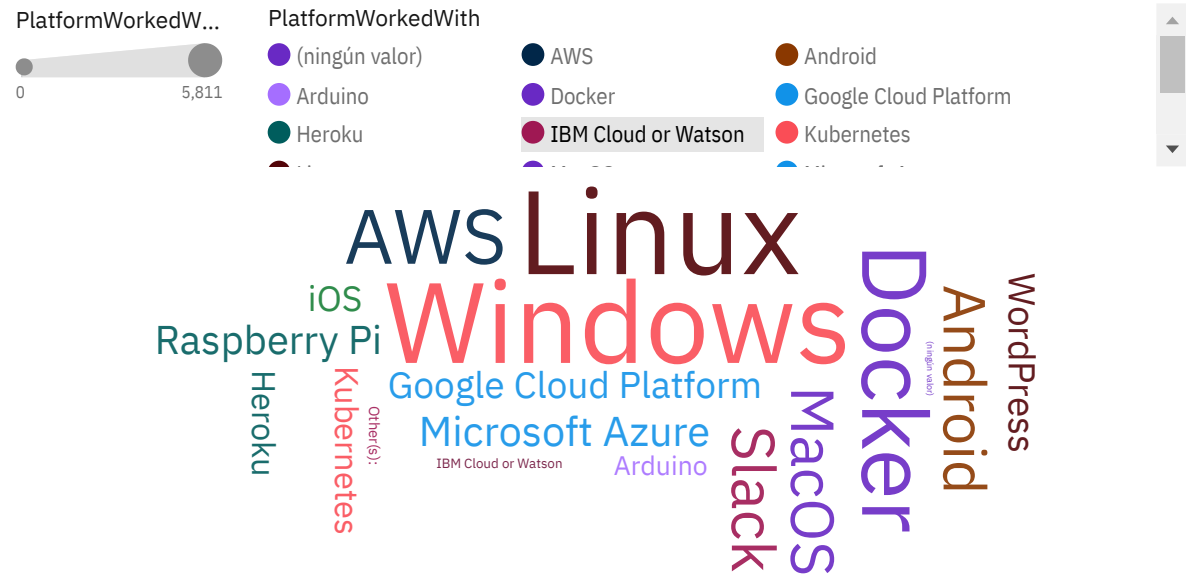 PlatformWorkedW...
0
5,811
PlatformWorkedWith
(ningún valor)
AWS
Android
Arduino
Docker
Google Cloud Platform
Heroku
IBM Cloud or Watson
Kubernetes
AWS
Linux
iOS
Windows
Raspberry Pi
Docker
(ningún valor)
Android
WordPress
Heroku
Kubernetes
Other(s):
Google Cloud Platform
Microsoft Azure
IBM Cloud or Watson
Arduino
Slack
MacOS